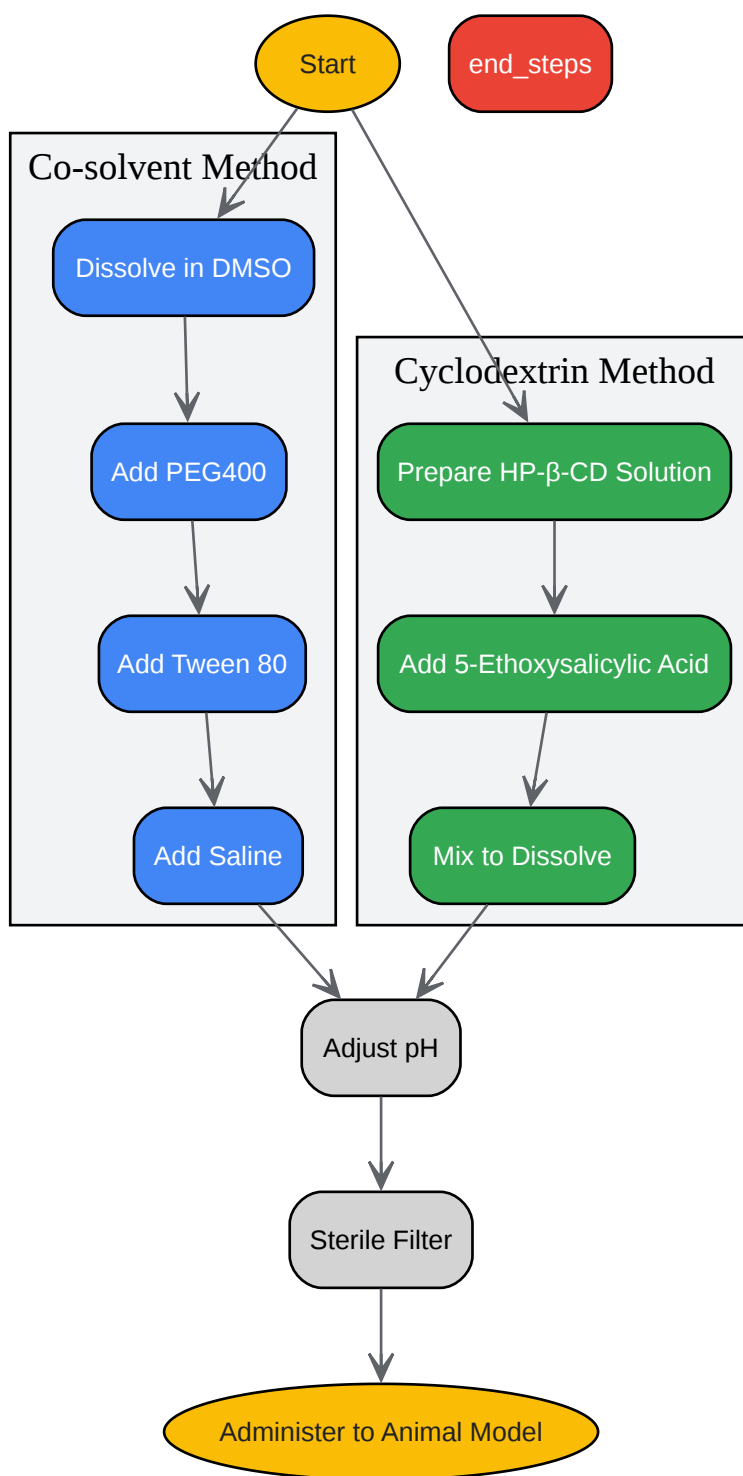 Start
end_steps
Co-solvent Method
Dissolve in DMSO
Add PEG400
Add Tween 80
Add Saline
Cyclodextrin Method
Prepare HP-β-CD Solution
Add 5-Ethoxysalicylic Acid
Mix to Dissolve
Adjust pH
Sterile Filter
Administer to Animal Model